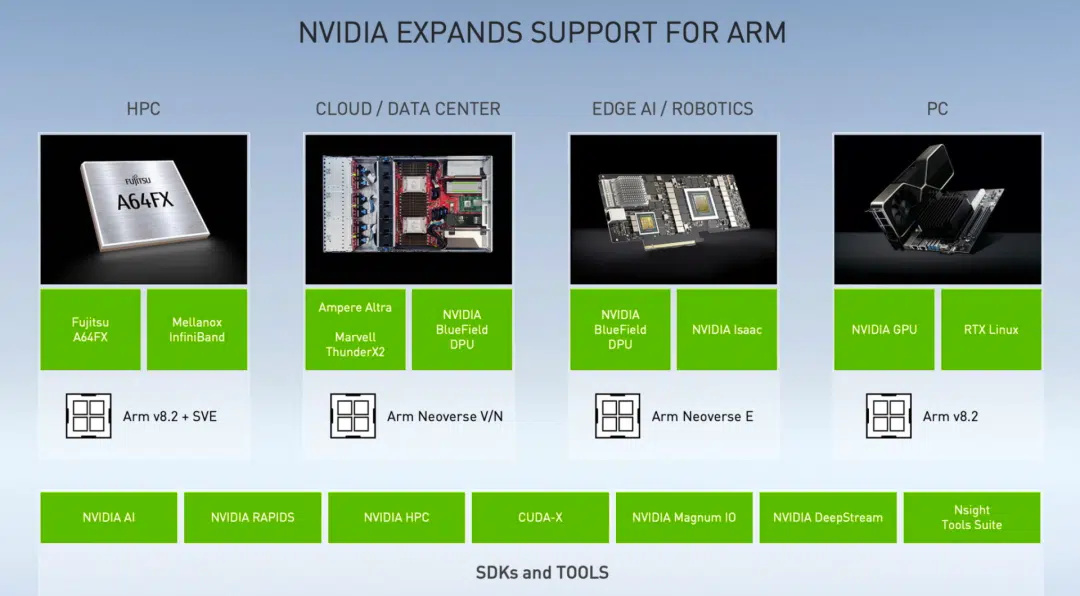 NVIDIA EXPANDS SUPPORT FOR ARM
HPC
CLOUD / DATA CENTER
EDGE AI / ROBOTICS
PC
FUJITSU
A64FX
Fujitsu
A64FX
Mellanox
InfiniBand
Ampere Altra
Marvell
ThunderX2
NVIDIA
BlueField
DPU
NVIDIA
BlueField
DPU
NVIDIA Isaac
NVIDIA GPU
RTX Linux
Arm v8.2 + SVE
Arm Neoverse V/N
Arm Neoverse E
Arm v8.2
NVIDIA AI
NVIDIA RAPIDS
NVIDIA HPC
CUDA-X
NVIDIA Magnum IO
NVIDIA DeepStream
Nsight
Tools Suite
SDKs and TOOLS